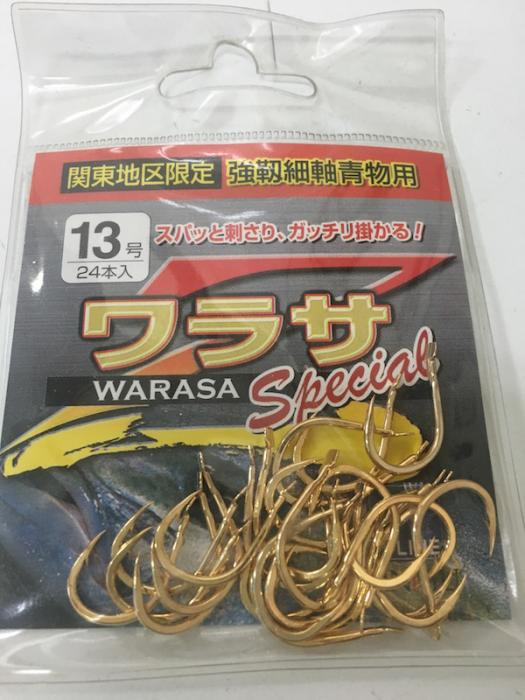 関東地区限定 強靱細軸青物用
13号
24本入
スパッと刺さり、ガッチリ掛かる!
ワラサ
WARASA Special